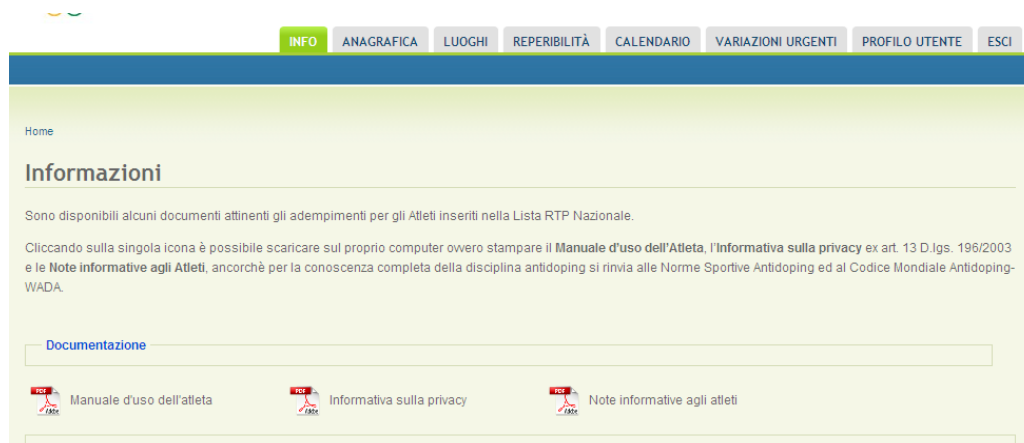 INFO ANAGRAFICA LUOGHI REPERIBILITÀ CALENDARIO VARIAZIONI URGENTI PROFILO UTENTE ESCI
Home
Informazioni
Sono disponibili alcuni documenti attinenti gli adempimenti per gli Atleti inseriti nella Lista RTP Nazionale.
Cliccando sulla singola icona è possibile scaricare sul proprio computer ovvero stampare il Manuale d'uso dell'Atleta, l'Informativa sulla privacy ex art. 13 D.lgs. 196/2003
e le Note informative agli Atleti, ancorchè per la conoscenza completa della disciplina antidoping si rinvia alle Norme Sportive Antidoping ed al Codice Mondiale Antidoping-
WADA.
Documentazione
PDF Adobe Manuale d'uso dell'atleta PDF Adobe Informativa sulla privacy PDF Adobe Note informative agli atleti